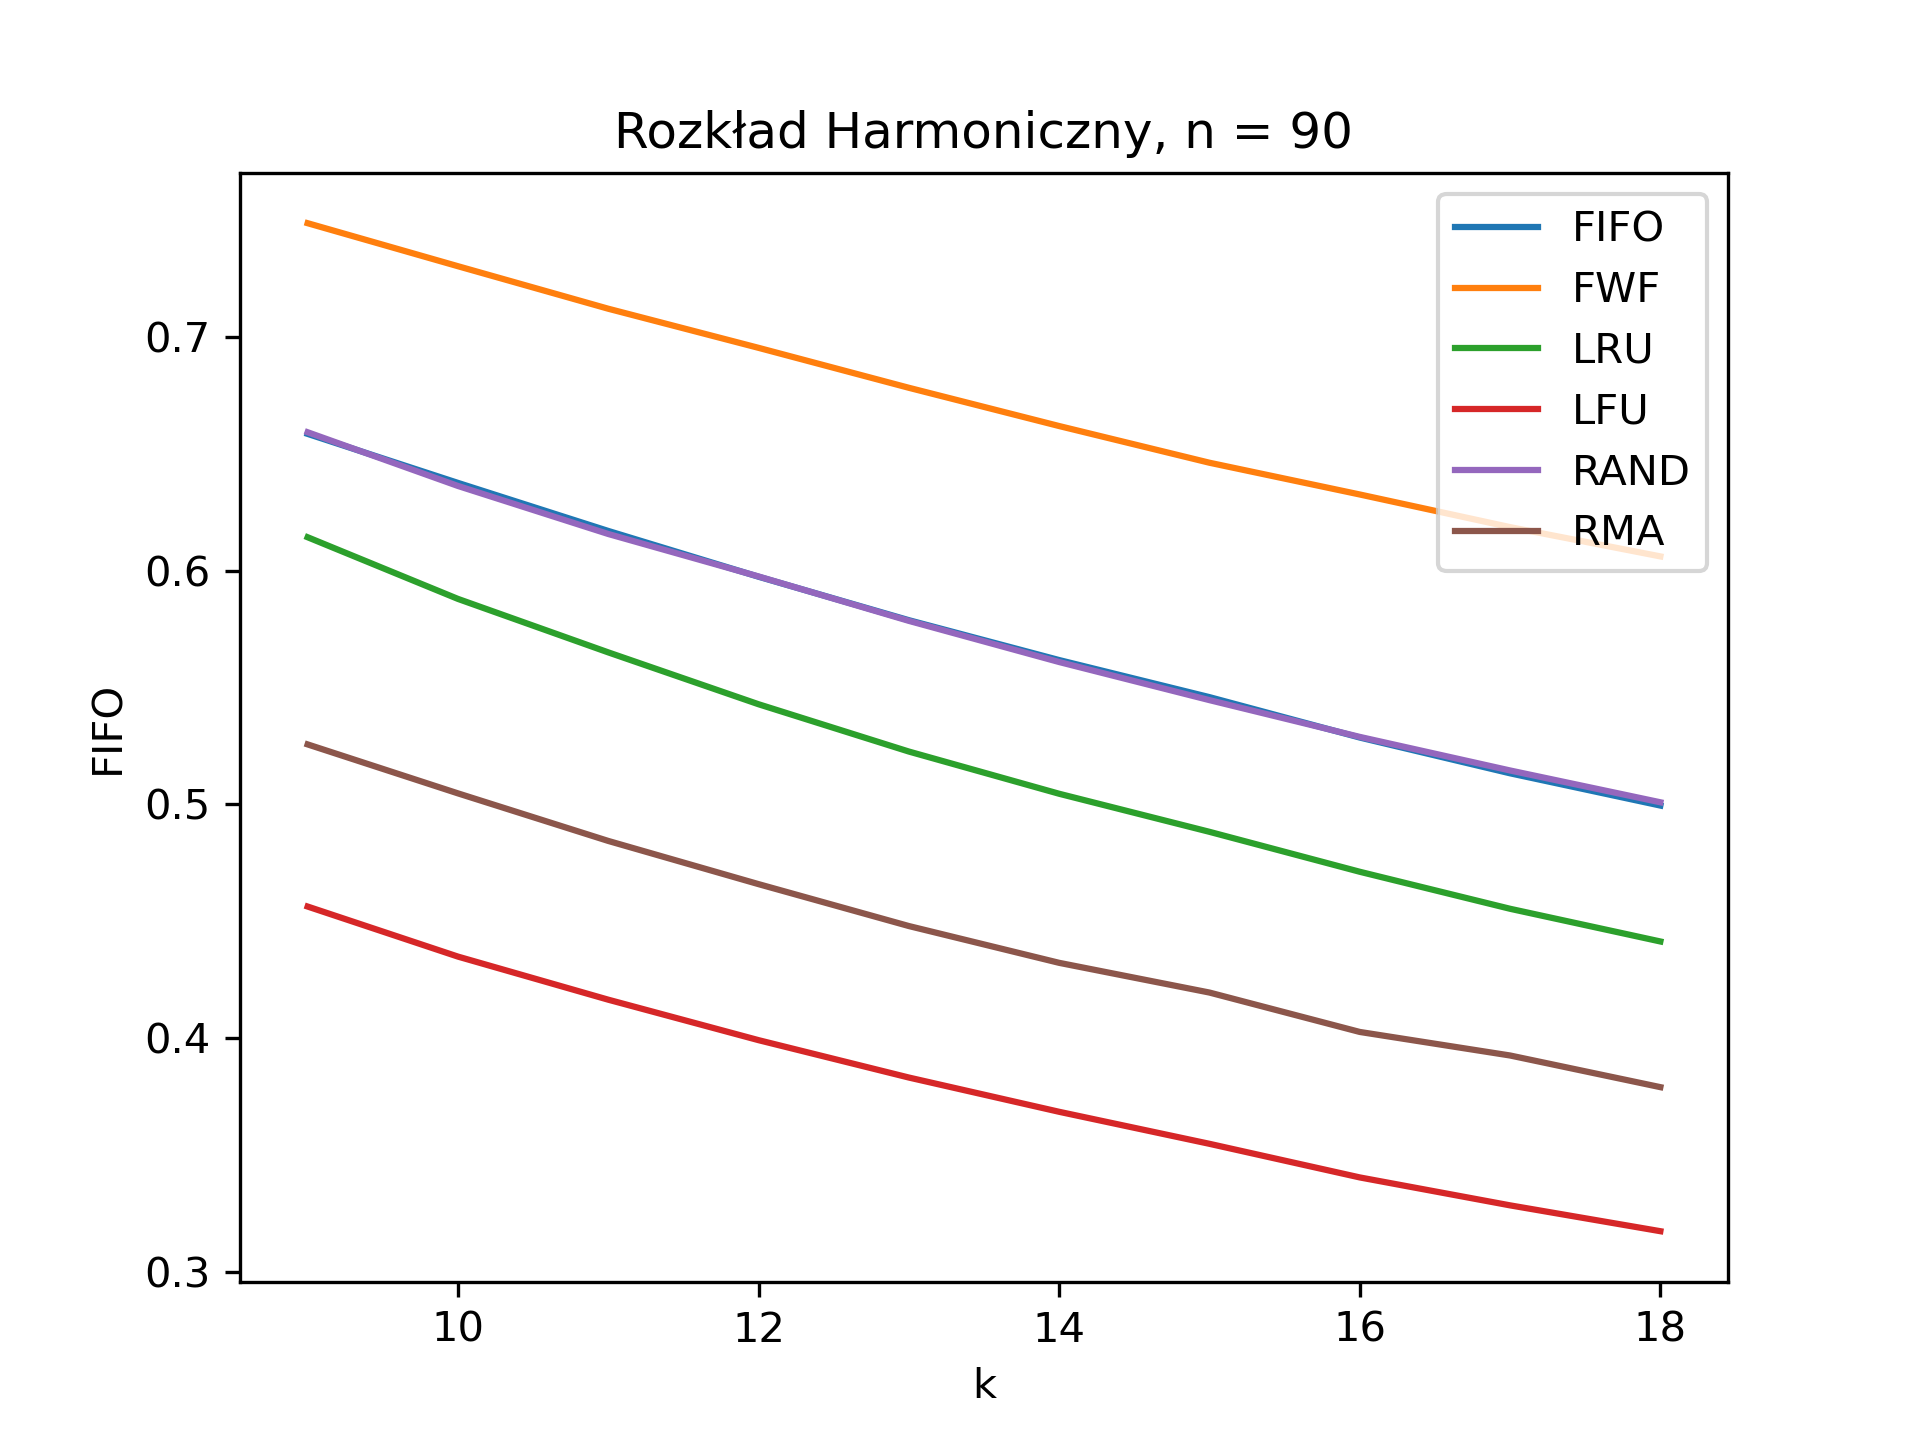 Rozkład Harmoniczny, n = 90
FIFO
FWF
LRU
LFU
RAND
RMA
0.7
0.6
0.5
0.4
0.3
FIFO
10 12 14 16 18
k